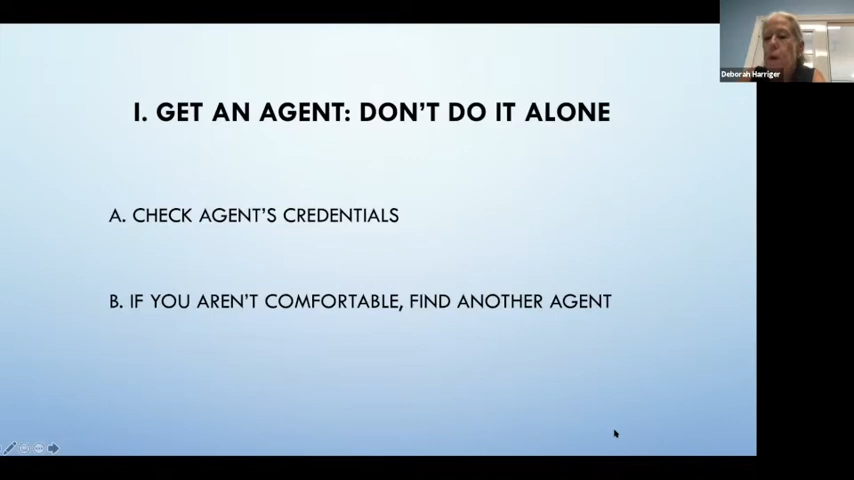 Deborah Harriger
I. GET AN AGENT: DON'T DO IT ALONE
A. CHECK AGENT'S CREDENTIALS
B. IF YOU AREN'T COMFORTABLE, FIND ANOTHER AGENT